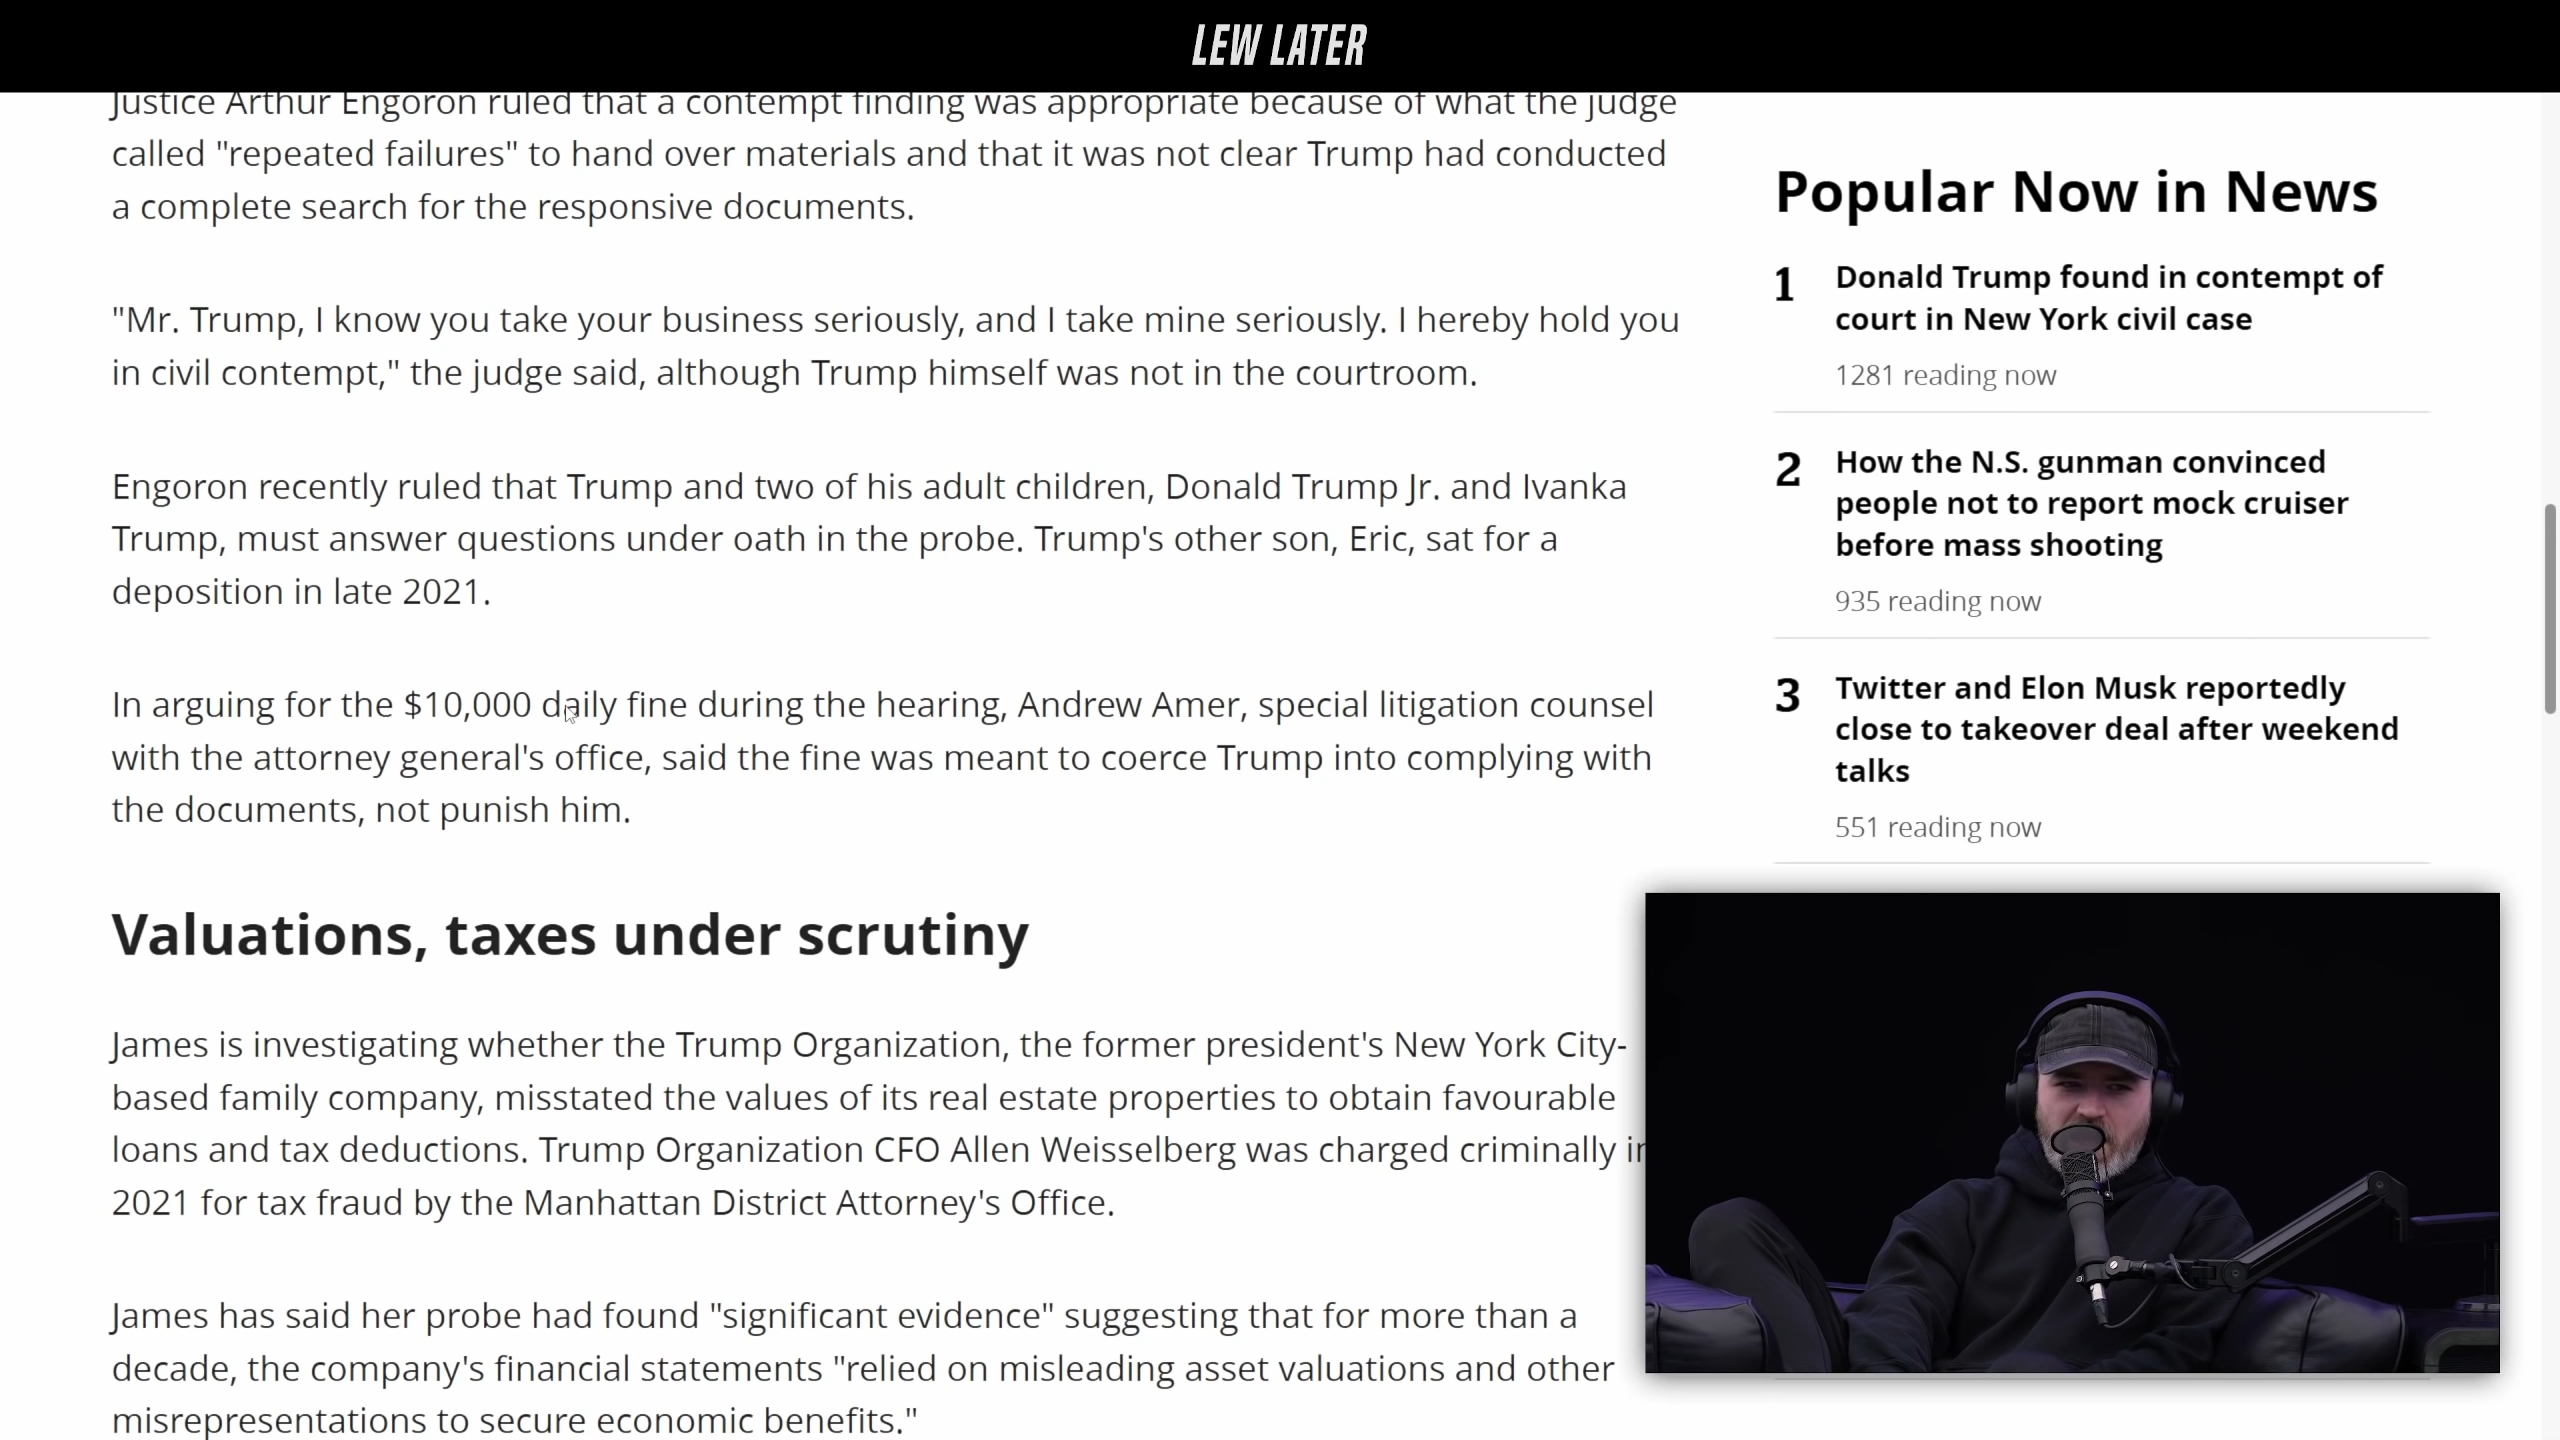 LEW LATER
Justice Arthur Engoron ruled that a contempt finding was appropriate because of what the judge
called "repeated failures" to hand over materials and that it was not clear Trump had conducted
a complete search for the responsive documents.
"Mr. Trump, I know you take your business seriously, and I take mine seriously. I hereby hold you
in civil contempt," the judge said, although Trump himself was not in the courtroom.
Engoron recently ruled that Trump and two of his adult children, Donald Trump Jr. and Ivanka
Trump, must answer questions under oath in the probe. Trump's other son, Eric, sat for a
deposition in late 2021.
In arguing for the $10,000 daily fine during the hearing, Andrew Amer, special litigation counsel
with the attorney general's office, said the fine was meant to coerce Trump into complying with
the documents, not punish him.
Valuations, taxes under scrutiny
James is investigating whether the Trump Organization, the former president's New York City-
based family company, misstated the values of its real estate properties to obtain favourable
loans and tax deductions. Trump Organization CFO Allen Weisselberg was charged criminally in
2021 for tax fraud by the Manhattan District Attorney's Office.
James has said her probe had found "significant evidence" suggesting that for more than a
decade, the company's financial statements "relied on misleading asset valuations and other
misrepresentations to secure economic benefits."
Popular Now in News
1 Donald Trump found in contempt of
court in New York civil case
1281 reading now
2 How the N.S. gunman convinced
people not to report mock cruiser
before mass shooting
935 reading now
3 Twitter and Elon Musk reportedly
close to takeover deal after weekend
talks
551 reading now